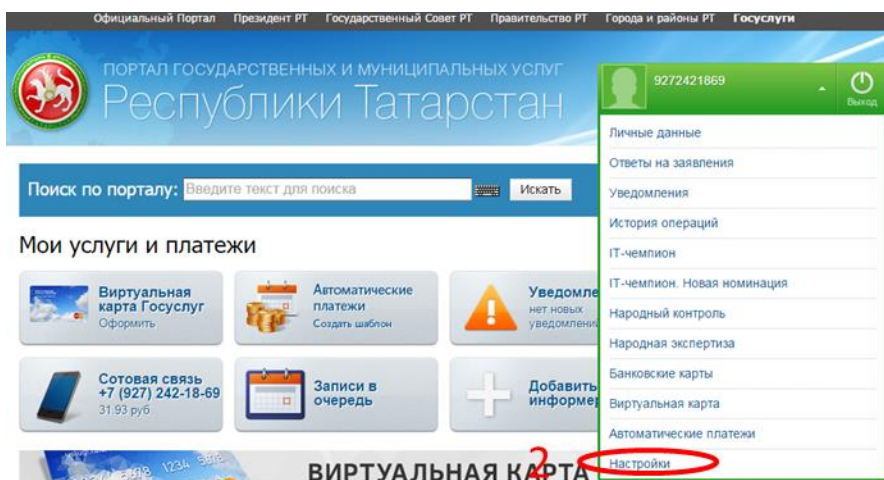 Официальный Портал Президент РТ Государственный Совет РТ Правительство РТ Города и районы РТ Госуслуги
ПОРТАЛ ГОСУДАРСТВЕННЫХ И МУНИЦИПАЛЬНЫХ УСЛУГ
Республики Татарстан
9272421869
Выход
Личные данные
Ответы на заявления
Уведомления
История операций
IT-чемпион
IT-чемпион. Новая номинация
Народный контроль
Народная экспертиза
Банковские карты
Виртуальная карта
Автоматические платежи
Настройки
2
Поиск по порталу: Введите текст для поиска Искать
Мои услуги и платежи
Виртуальная
карта Госуслуг
Оформить
Автоматические
платежи
Создать шаблон
Уведомле
нет новых
уведомлени
Сотовая связь
+7 (927) 242-18-69
31.93 руб
Записи в
очередь
Добавить
информе
ВИРТУАЛЬНАЯ КАРТА